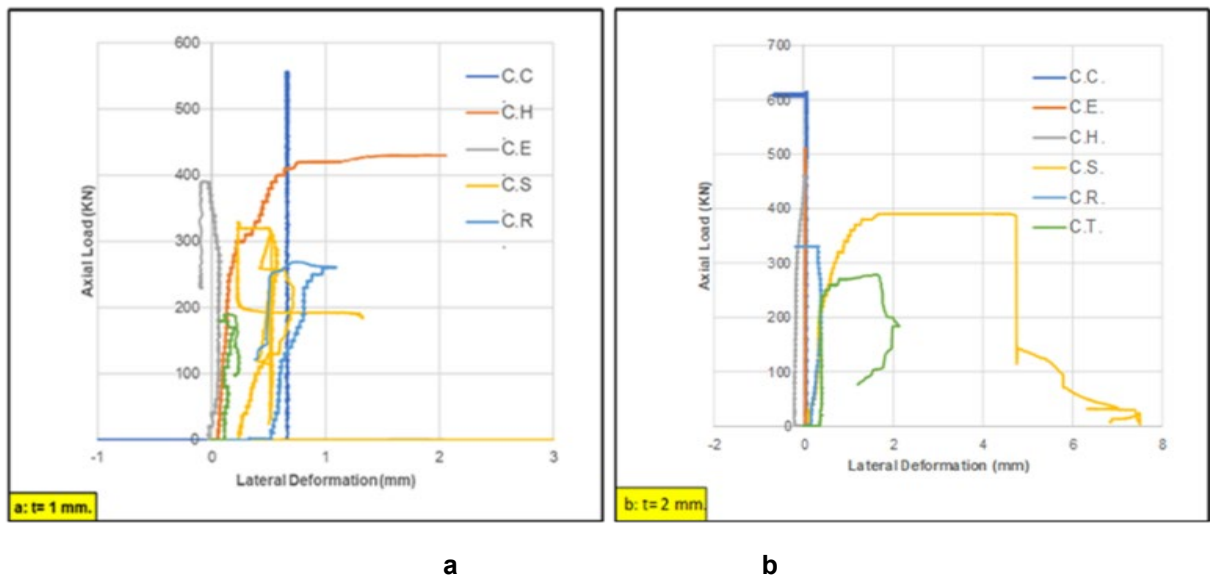 600
500
400
300
200
100
0
-1
0
1
2
3
Axial Load (KN)
Lateral Deformation (mm)
C.C
C.H
C.E
C.S
C.R
a: t= 1 mm.
700
600
500
400
300
200
100
0
-2
0
2
4
6
8
Axial Load (KN)
Lateral Deformation (mm)
C.C.
C.E.
C.H.
C.S.
C.R.
C.T.
b: t= 2 mm.
a
b